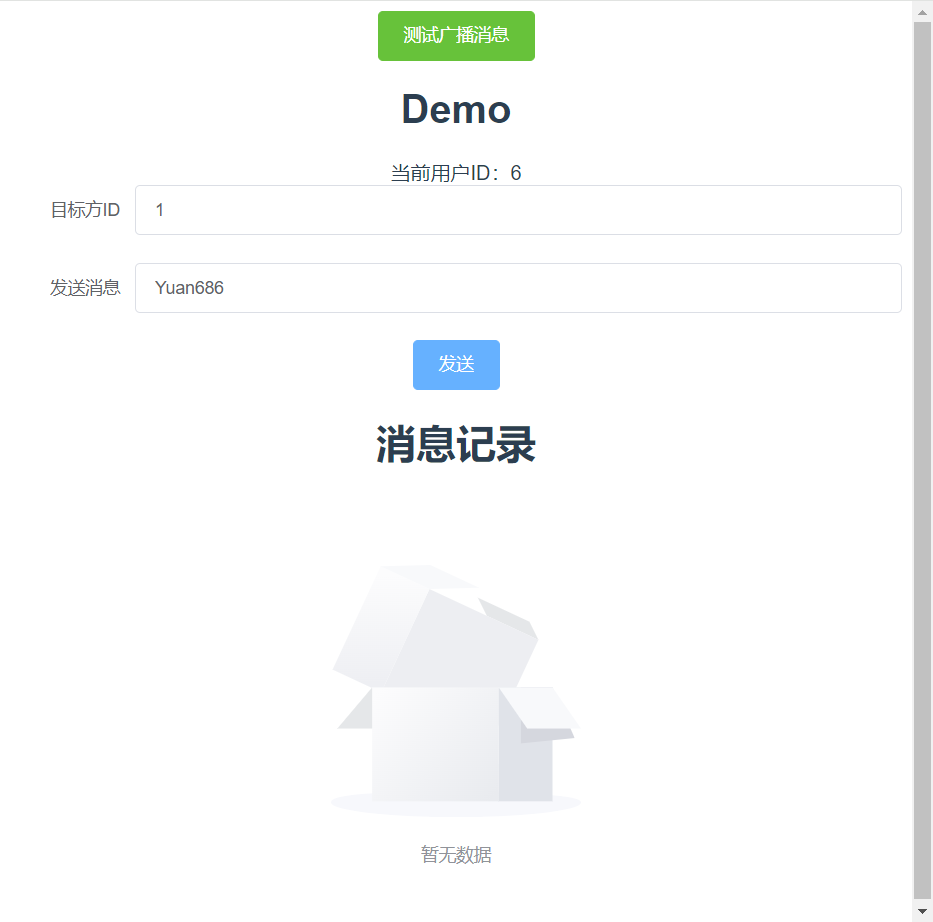 测试广播消息
Demo
当前用户ID：6
目标方ID 1
发送消息 Yuan686
发送
消息记录
暂无数据